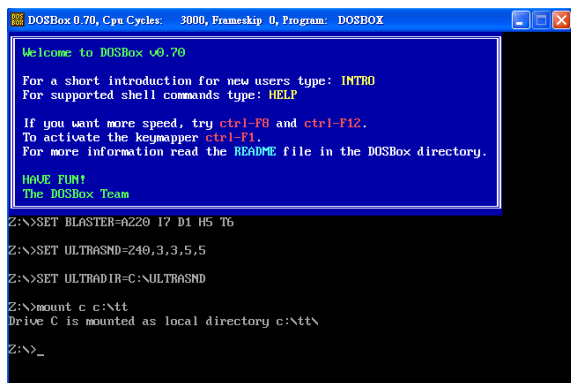 DOSBox 0.70, Cpu Cycles: 3000, Frameskip 0, Program: DOSBOX
Welcome to DOSBox v0.70
For a short introduction for new users type: INTRO
For supported shell commands type: HELP
If you want more speed, try ctrl-F8 and ctrl-F12.
To activate the keymapper ctrl-F1.
For more information read the README file in the DOSBox directory.
HAVE FUN!
The DOSBox Team
Z:\>SET BLASTER=A220 I7 D1 H5 T6
Z:\>SET ULTRASND=240,3,3,5,5
Z:\>SET ULTRADIR=C:\ULTRASND
Z:\>mount c c:\tt
Drive C is mounted as local directory c:\tt\
Z:\>_